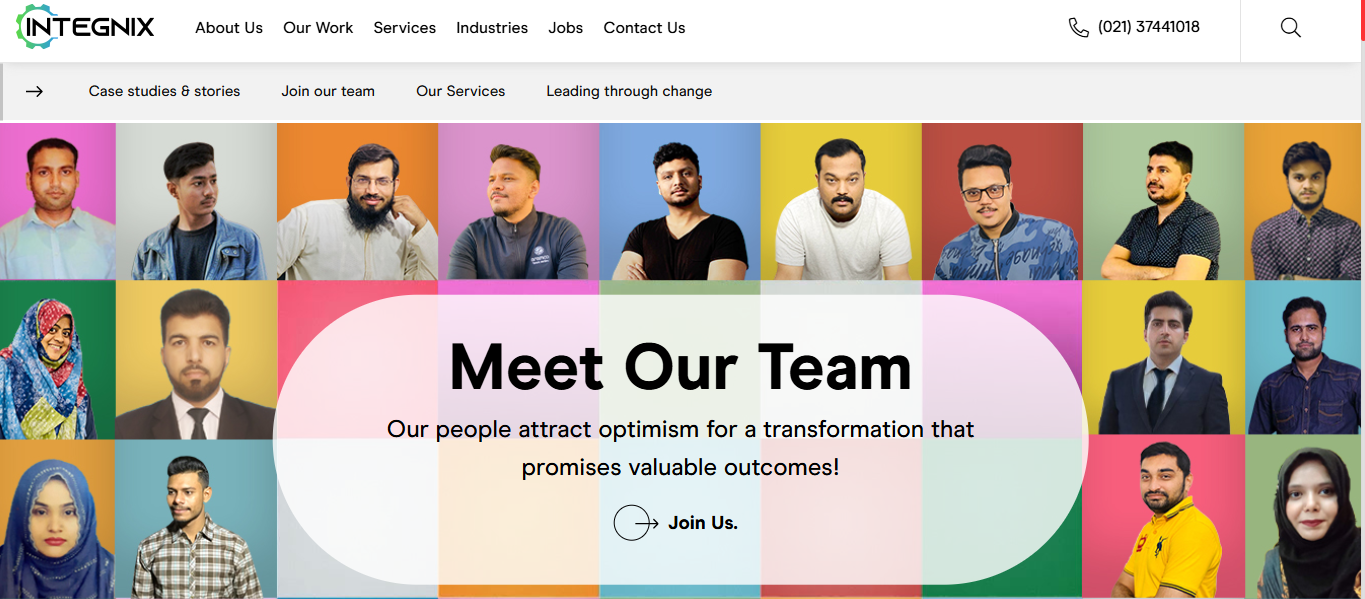 INTEGNIX
About Us
Our Work
Services
Industries
Jobs
Contact Us
(021) 37441018
Case studies & stories
Join our team
Our Services
Leading through change
Meet Our Team
Our people attract optimism for a transformation that
promises valuable outcomes!
Join Us.